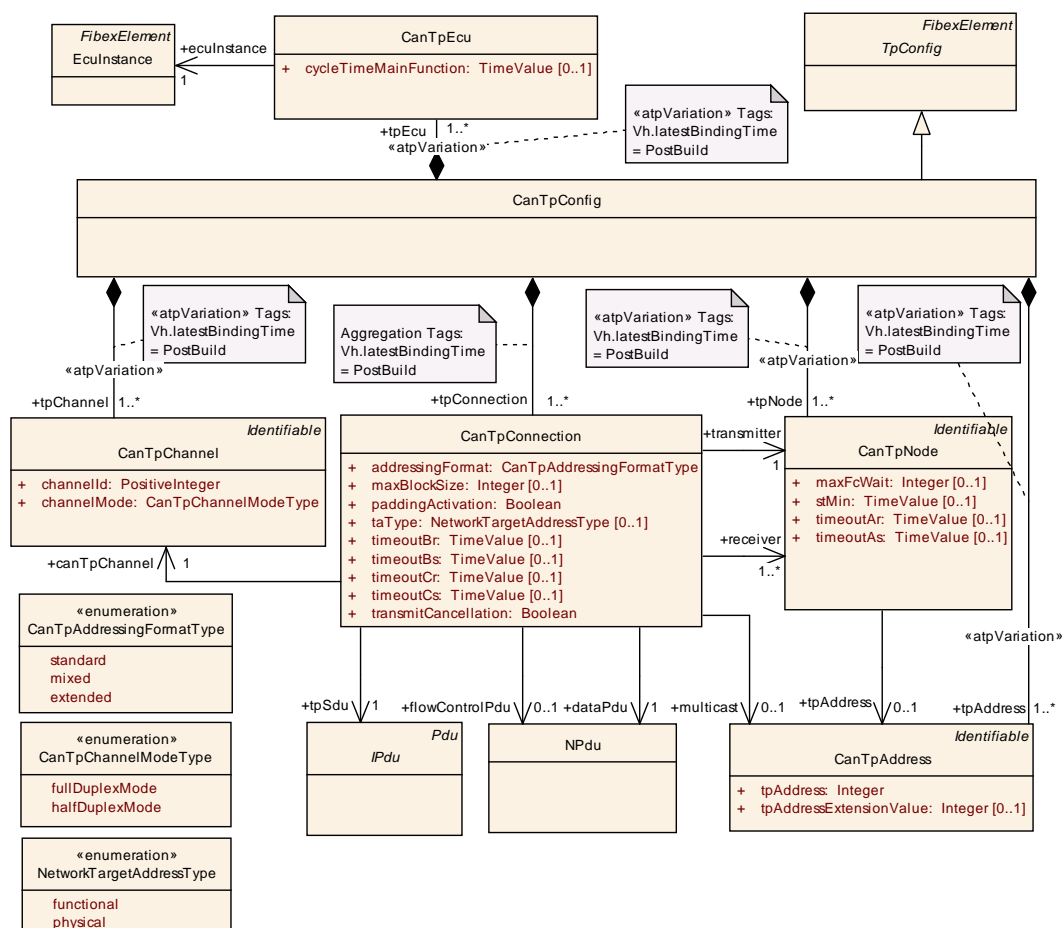 FibexElement
EcuInstance
+ecuInstance
1
CanTpEcu
+ cycleTimeMainFunction: TimeValue [0..1]
FibexElement
TpConfig
+tpEcu 1..*
«atpVariation»
«atpVariation» Tags:
Vh.latestBindingTime
= PostBuild
CanTpConfig
«atpVariation» Tags:
Vh.latestBindingTime
= PostBuild
«atpVariation»
+tpChannel 1..*
Aggregation Tags:
Vh.latestBindingTime
= PostBuild
+tpConnection 1..*
«atpVariation» Tags:
Vh.latestBindingTime
= PostBuild
«atpVariation»
+tpNode 1..*
«atpVariation» Tags:
Vh.latestBindingTime
= PostBuild
Identifiable
CanTpChannel
+ channelId: PositiveInteger
+ channelMode: CanTpChannelModeType
+canTpChannel 1
CanTpConnection
+ addressingFormat: CanTpAddressingFormatType
+ maxBlockSize: Integer [0..1]
+ paddingActivation: Boolean
+ taType: NetworkTargetAddressType [0..1]
+ timeoutBr: TimeValue [0..1]
+ timeoutBs: TimeValue [0..1]
+ timeoutCr: TimeValue [0..1]
+ timeoutCs: TimeValue [0..1]
+ transmitCancellation: Boolean
+transmitter
1
+receiver
1..*
Identifiable
CanTpNode
+ maxFcWait: Integer [0..1]
+ stMin: TimeValue [0..1]
+ timeoutAr: TimeValue [0..1]
+ timeoutAs: TimeValue [0..1]
«atpVariation»
«enumeration»
CanTpAddressingFormatType
standard
mixed
extended
+tpSdu 1
+flowControlPdu 0..1
+dataPdu 1
+multicast 0..1
+tpAddress 0..1
+tpAddress 1..*
«enumeration»
CanTpChannelModeType
fullDuplexMode
halfDuplexMode
Pdu
IPdu
NPdu
Identifiable
CanTpAddress
+ tpAddress: Integer
+ tpAddressExtensionValue: Integer [0..1]
«enumeration»
NetworkTargetAddressType
functional
physical